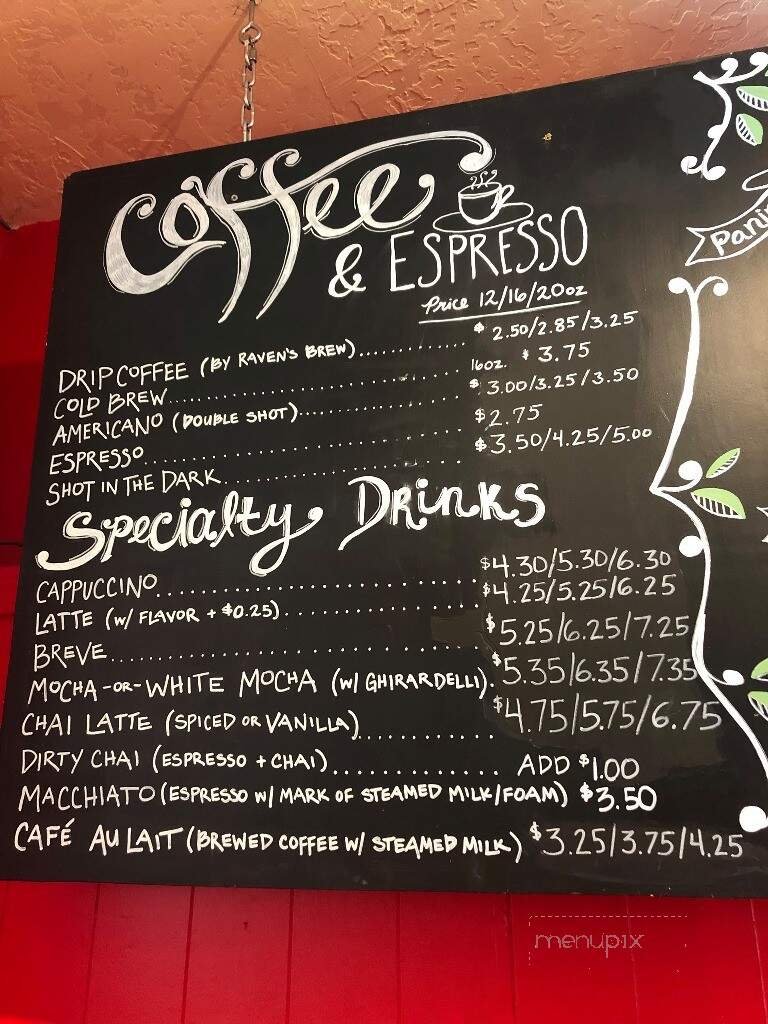 Coffee
& ESPRESSO
Price 12/16/20oz
DRIP COFFEE (BY RAVEN'S BREW).............. $ 2.50/2.85/3.25
COLD BREW.............................. 16oz. $ 3.75
AMERICANO (DOUBLE SHOT).................. $ 3.00/3.25/3.50
ESPRESSO.............................. $2.75
SHOT IN THE DARK....................... $3.50/4.25/5.00
Specialty Drinks
CAPPUCCINO............................. $4.30/5.30/6.30
LATTE (W/ FLAVOR + $0.25)................. $4.25/5.25/6.25
BREVE................................. $5.25/6.25/7.25
MOCHA-OR-WHITE MOCHA (W/ GHIRARDELLI). $5.35/6.35/7.35
CHAI LATTE (SPICED OR VANILLA)............ $4.75/5.75/6.75
DIRTY CHAI (ESPRESSO + CHAI).............. ADD $1.00
MACCHIATO (ESPRESSO W/ MARK OF STEAMED MILK/FOAM) $3.50
CAFÉ AU LAIT (BREWED COFFEE W/ STEAMED MILK) $3.25/3.75/4.25
menupix